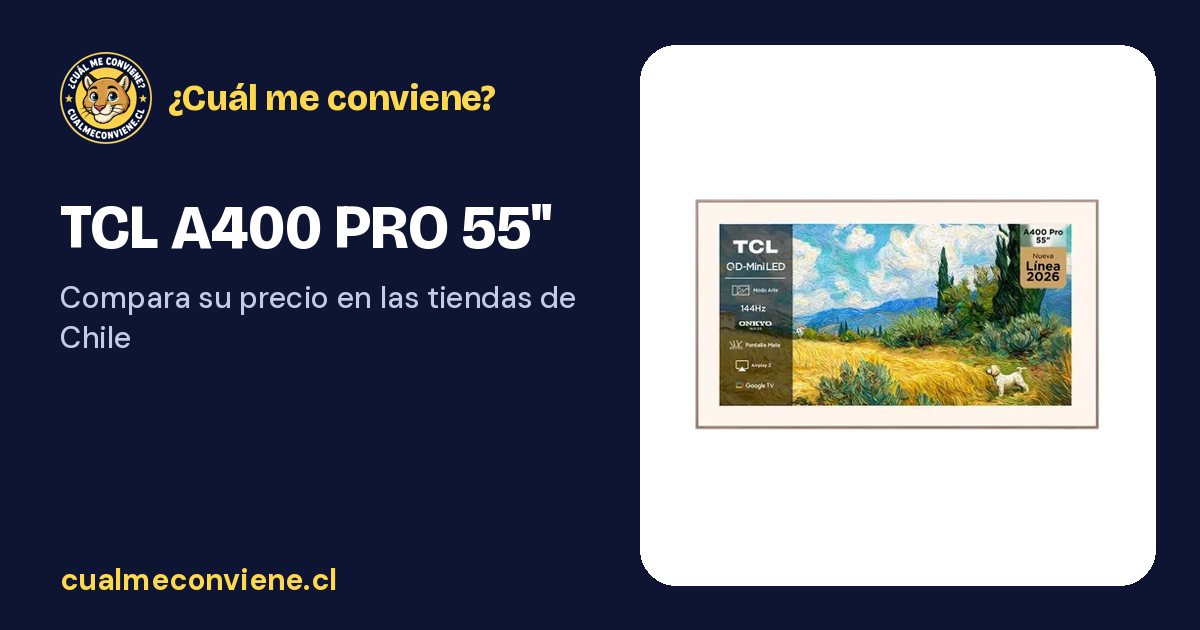 ¿CUÁL ME CONVIENE?
CUALMECONVIENE.CL
¿Cuál me conviene?
TCL A400 PRO 55"
Compara su precio en las tiendas de
Chile
cualmeconviene.cl
TCL
QD-MiniLED
Modo Arte
144Hz
ONKYO
Pantalla Mate
Airplay 2
Google TV
A400 Pro
55"
Nueva
Línea
2026